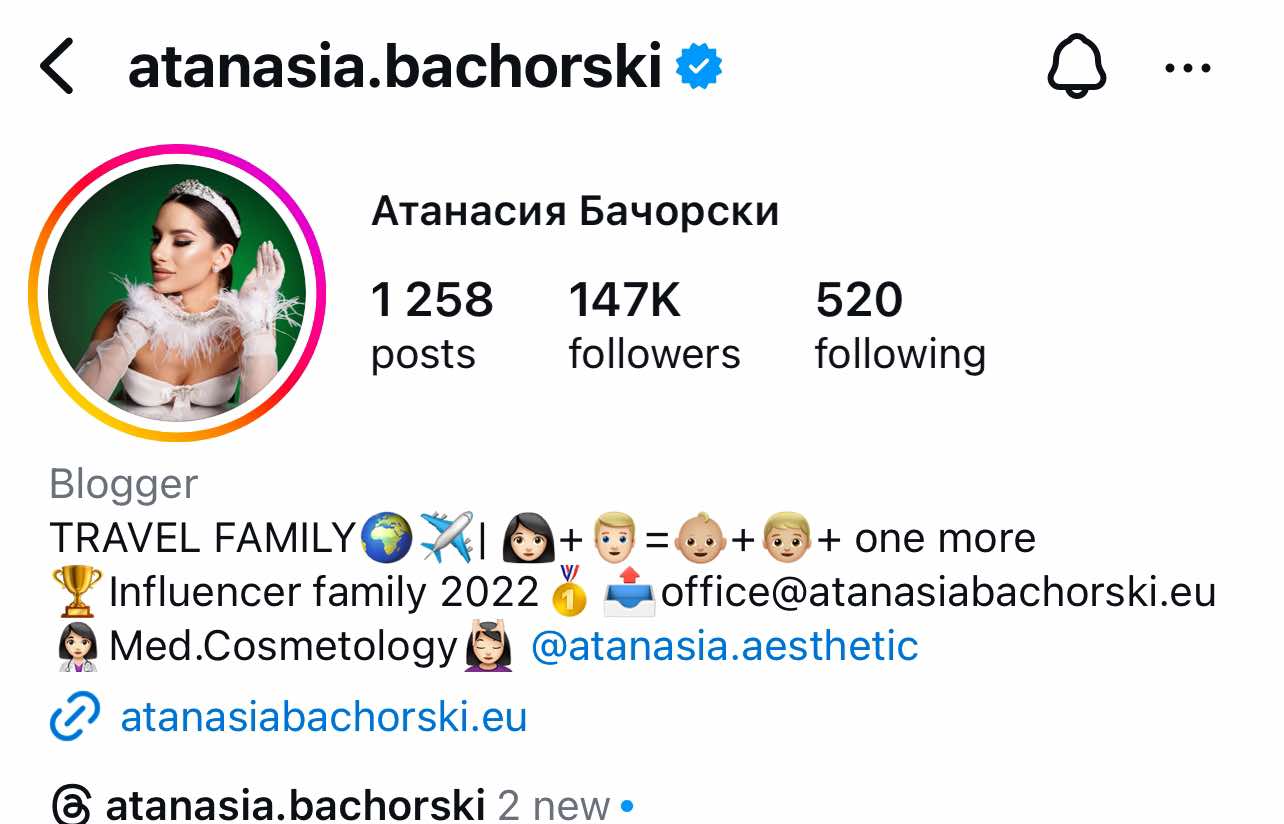 atanasia.bachorski
Атанасия Бачорски
1 258 147K 520
posts followers following
Blogger
TRAVEL FAMILY🌍✈️| 👩🏻+👨🏼=👶🏼+👦🏼+ one more
🏆Influencer family 2022🥇 📤office@atanasiabachorski.eu
👩🏻‍⚕️Med.Cosmetology💆🏻‍♀️ @atanasia.aesthetic
atanasiabachorski.eu
atanasia.bachorski 2 new